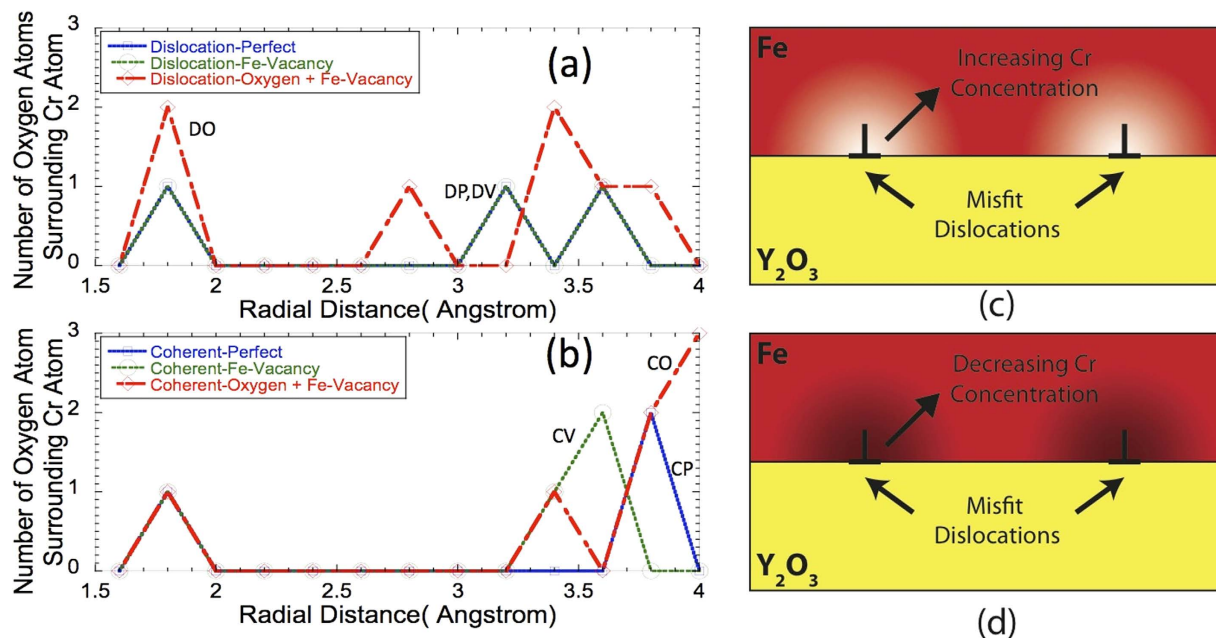 Number of Oxygen Atoms
Surrounding Cr Atom
3
2
1
0
Dislocation-Perfect
Dislocation-Fe-Vacancy
Dislocation-Oxygen + Fe-Vacancy
(a)
DO
DP,DV
1.5
2
2.5
3
3.5
4
Radial Distance( Angstrom)
Number of Oxygen Atom
Surrounding Cr Atom
3
2
1
0
Coherent-Perfect
Coherent-Fe-Vacancy
Coherent-Oxygen + Fe-Vacancy
(b)
CO
CV
CP
1.5
2
2.5
3
3.5
4
Radial Distance( Angstrom)
Fe
Increasing Cr
Concentration
Misfit
Dislocations
Y₂O₃
(c)
Fe
Decreasing Cr
Concentration
Misfit
Dislocations
Y₂O₃
(d)